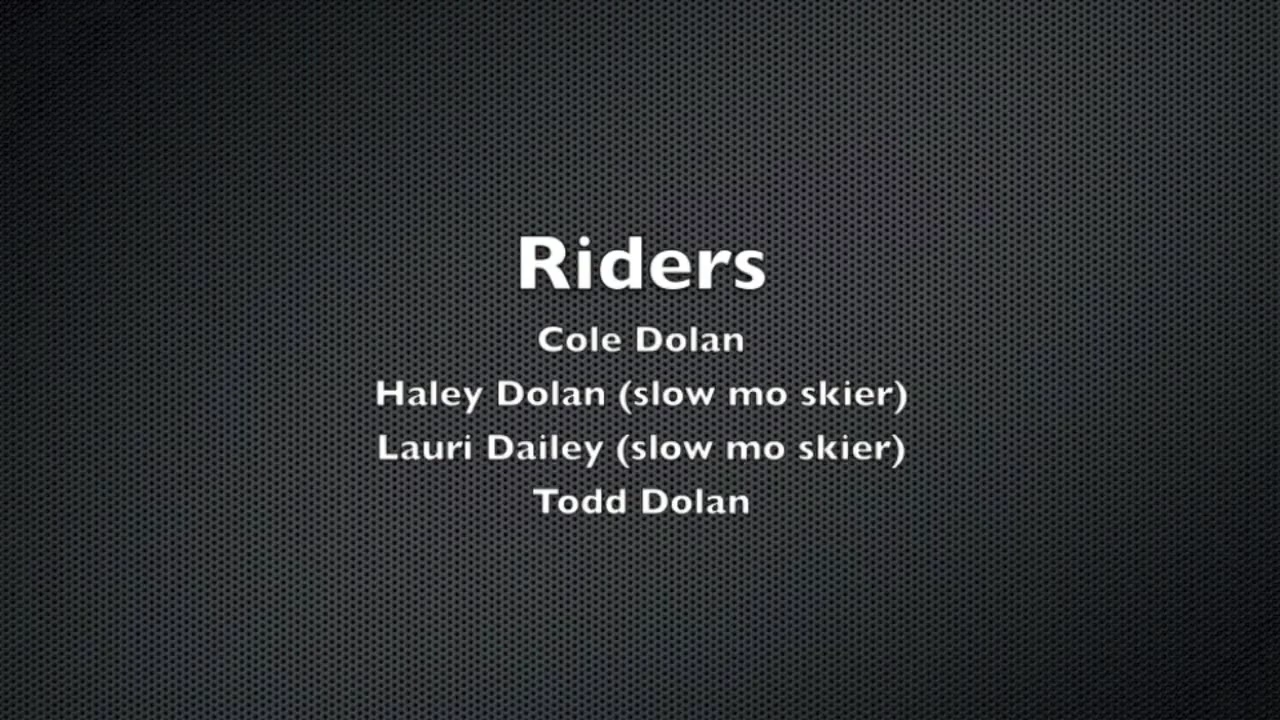 Riders
Cole Dolan
Haley Dolan (slow mo skier)
Lauri Dailey (slow mo skier)
Todd Dolan